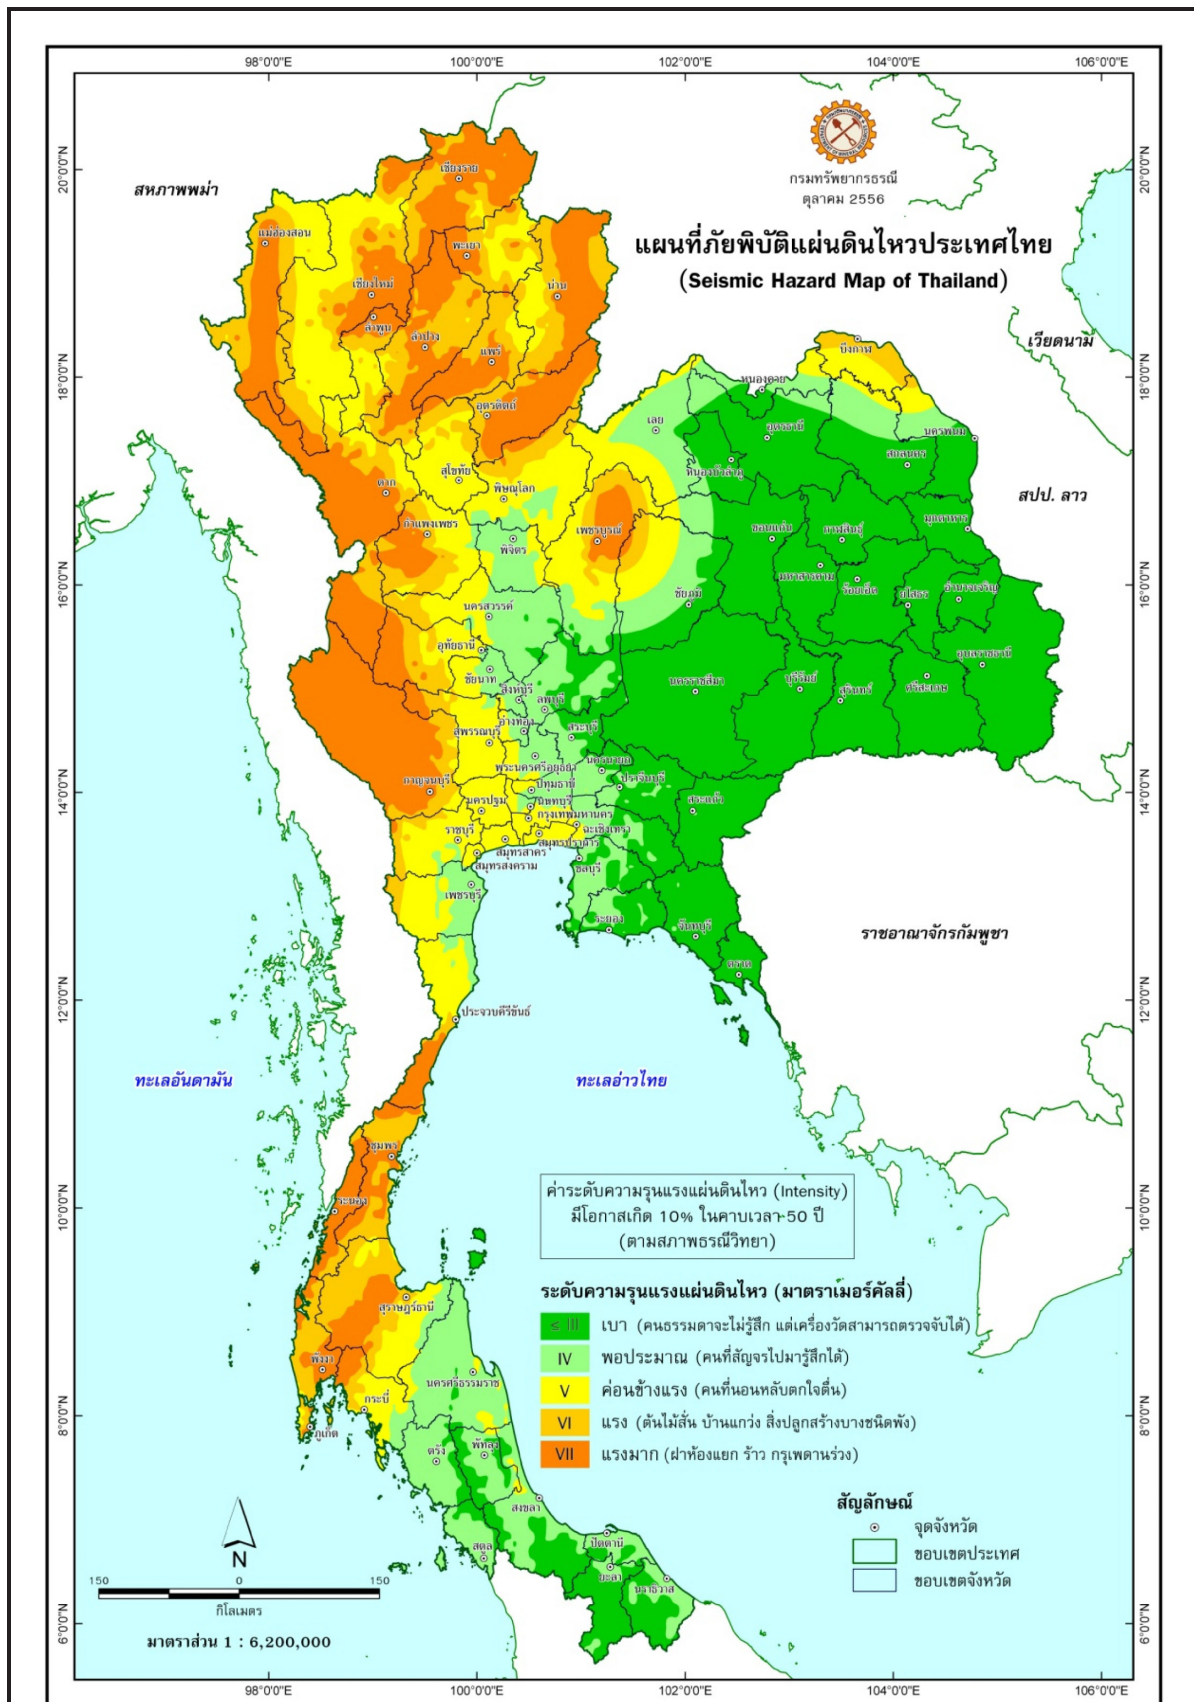 98°0'0"E
100°0'0"E
102°0'0"E
104°0'0"E
106°0'0"E
20°0'0"N
18°0'0"N
16°0'0"N
14°0'0"N
12°0'0"N
10°0'0"N
8°0'0"N
6°0'0"N
กรมทรัพยากรธรณี
ตุลาคม 2556
แผนที่ภัยพิบัติแผ่นดินไหวประเทศไทย
(Seismic Hazard Map of Thailand)
สหภาพพม่า
เวียดนาม
สปป. ลาว
ราชอาณาจักรกัมพูชา
ทะเลอันดามัน
ทะเลอ่าวไทย
เชียงราย
แม่ฮ่องสอน
พะเยา
เชียงใหม่
น่าน
ลำพูน
ลำปาง
แพร่
อุตรดิตถ์
บึงกาฬ
หนองคาย
เลย
อุดรธานี
นครพนม
สกลนคร
หนองบัวลำภู
สุโขทัย
ตาก
พิษณุโลก
กำแพงเพชร
พิจิตร
เพชรบูรณ์
ขอนแก่น
กาฬสินธุ์
มุกดาหาร
มหาสารคาม
ร้อยเอ็ด
ยโสธร
อำนาจเจริญ
ชัยภูมิ
นครสวรรค์
อุทัยธานี
ชัยนาท
สิงห์บุรี
ลพบุรี
นครราชสีมา
บุรีรัมย์
สุรินทร์
ศรีสะเกษ
อุบลราชธานี
อ่างทอง
สุพรรณบุรี
สระบุรี
พระนครศรีอยุธยา
นครนายก
ปราจีนบุรี
กาญจนบุรี
ปทุมธานี
นครปฐม
นนทบุรี
กรุงเทพมหานคร
สระแก้ว
ฉะเชิงเทรา
ราชบุรี
สมุทรสาคร
สมุทรปราการ
สมุทรสงคราม
ชลบุรี
เพชรบุรี
ระยอง
จันทบุรี
ตราด
ประจวบคีรีขันธ์
ชุมพร
ระนอง
สุราษฎร์ธานี
พังงา
กระบี่
นครศรีธรรมราช
ภูเก็ต
ตรัง
พัทลุง
สงขลา
สตูล
ปัตตานี
ยะลา
นราธิวาส
ค่าระดับความรุนแรงแผ่นดินไหว (Intensity)
มีโอกาสเกิด 10% ในคาบเวลา 50 ปี
(ตามสภาพธรณีวิทยา)
ระดับความรุนแรงแผ่นดินไหว (มาตราเมอร์คัลลี่)
≤ III เบา (คนธรรมดาจะไม่รู้สึก แต่เครื่องวัดสามารถตรวจจับได้)
IV พอประมาณ (คนที่สัญจรไปมารู้สึกได้)
V ค่อนข้างแรง (คนที่นอนหลับตกใจตื่น)
VI แรง (ต้นไม้สั่น บ้านแกว่ง สิ่งปลูกสร้างบางชนิดพัง)
VII แรงมาก (ฝาห้องแยก ร้าว กรุเพดานร่วง)
สัญลักษณ์
จุดจังหวัด
ขอบเขตประเทศ
ขอบเขตจังหวัด
N
150 0 150
กิโลเมตร
มาตราส่วน 1 : 6,200,000
20°0'0"N
18°0'0"N
16°0'0"N
14°0'0"N
12°0'0"N
10°0'0"N
8°0'0"N
6°0'0"N
98°0'0"E
100°0'0"E
102°0'0"E
104°0'0"E
106°0'0"E